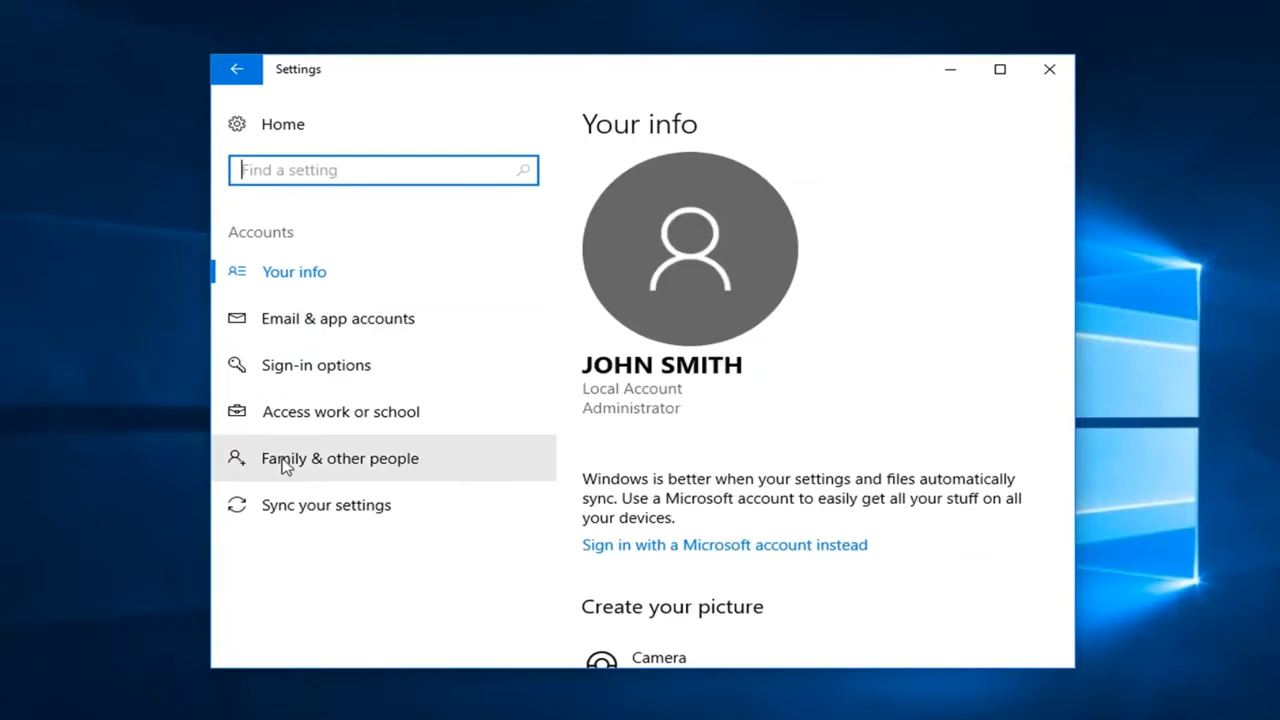 Settings
Home
Find a setting
Accounts
Your info
Email & app accounts
Sign-in options
Access work or school
Family & other people
Sync your settings
Your info
JOHN SMITH
Local Account
Administrator
Windows is better when your settings and files automatically
sync. Use a Microsoft account to easily get all your stuff on all
your devices.
Sign in with a Microsoft account instead
Create your picture
Camera